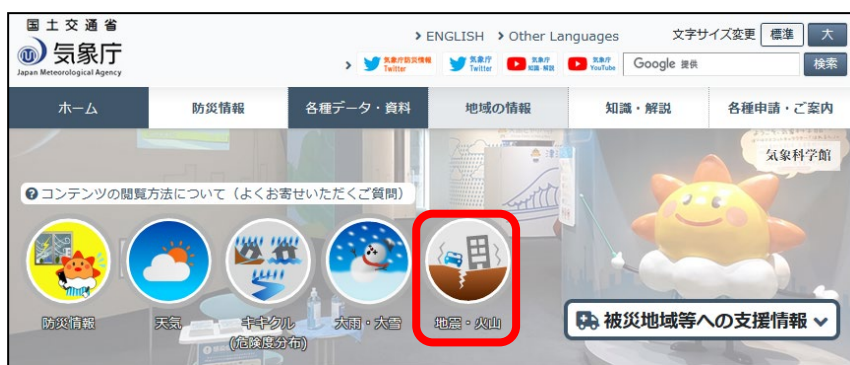 国土交通省
気象庁
Japan Meteorological Agency
ENGLISH Other Languages
文字サイズ変更 標準 大
気象庁防災情報 Twitter
気象庁 Twitter
気象庁 知識・解説
気象庁 YouTube
Google 提供 検索
ホーム 防災情報 各種データ・資料 地域の情報 知識・解説 各種申請・ご案内
気象科学館
コンテンツの閲覧方法について（よくお寄せいただくご質問）
防災情報 天気 キキクル 大雨・大雪 地震・火山
(危険度分布)
被災地域等への支援情報